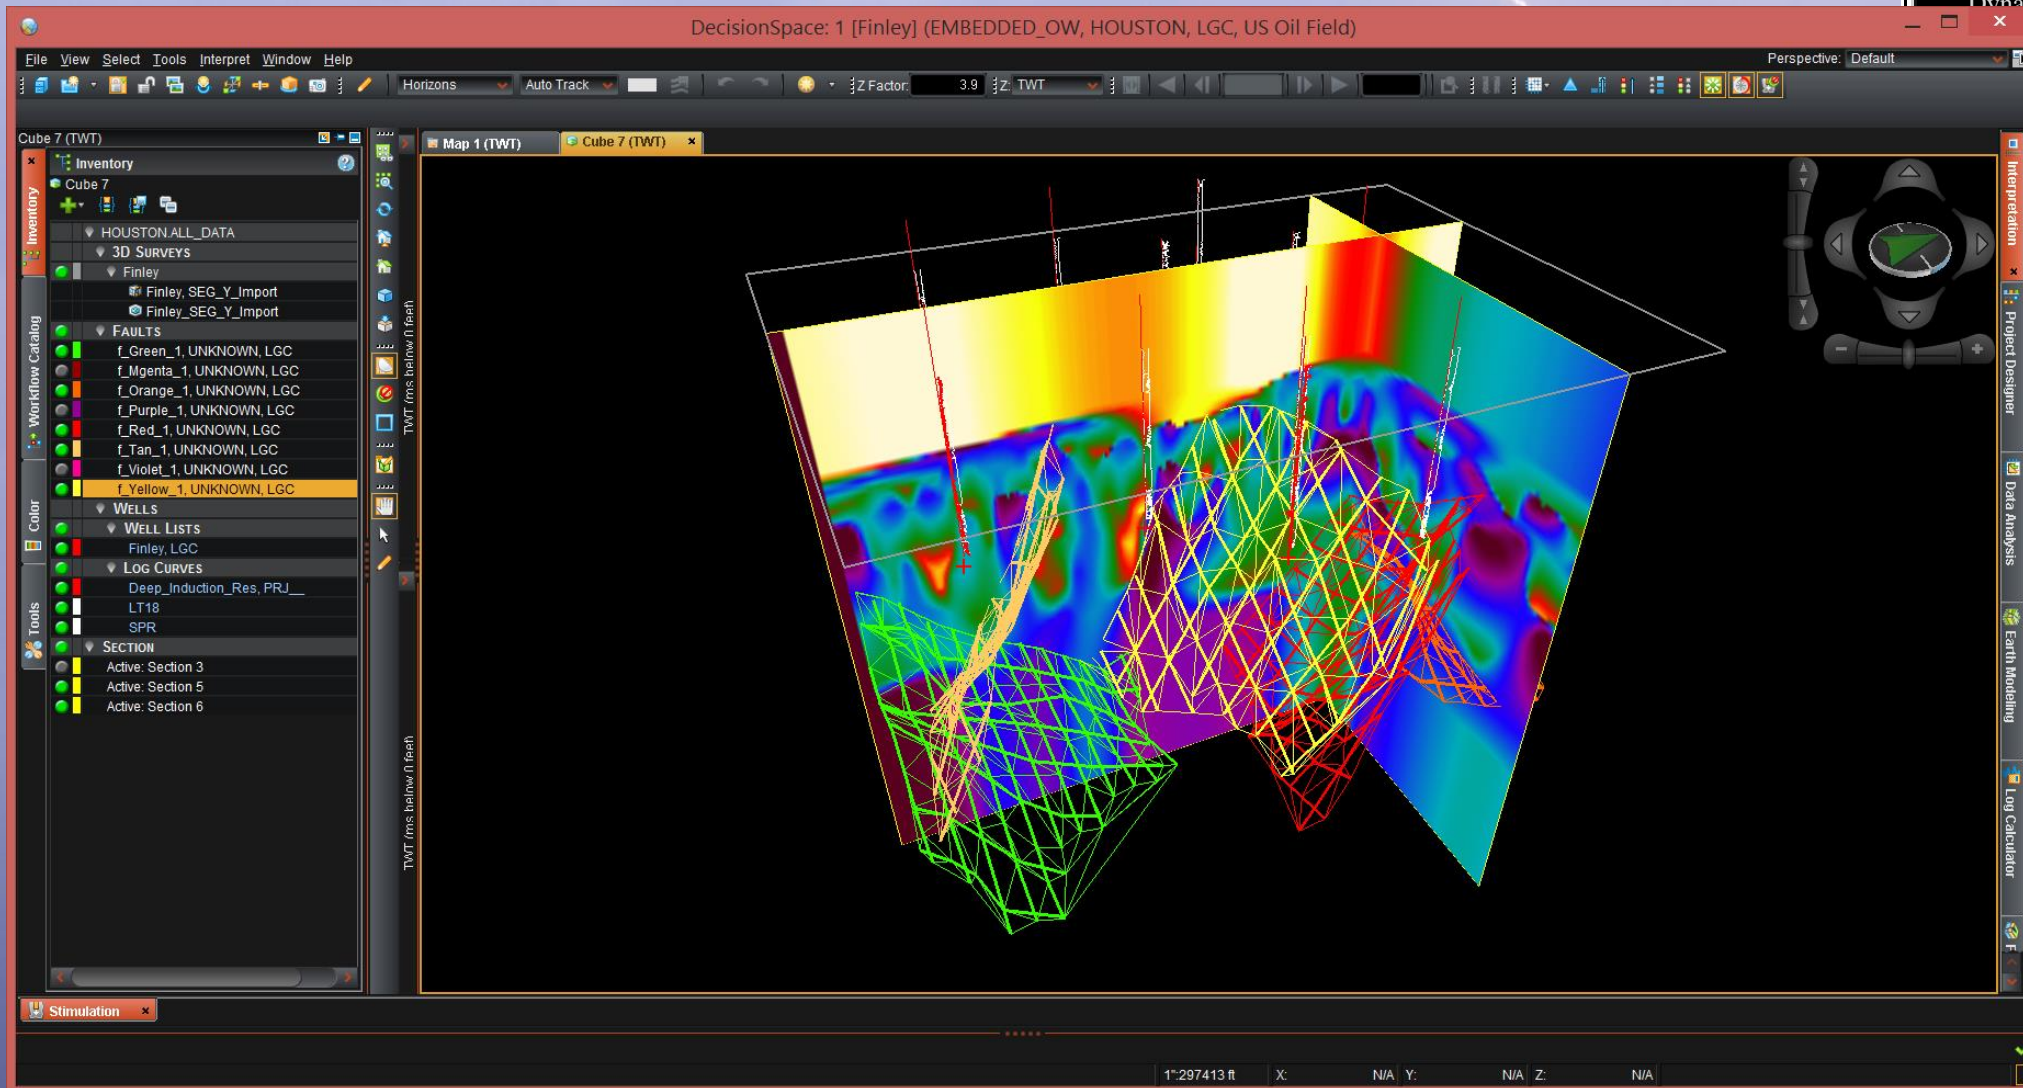 DecisionSpace: 1 [Finley] (EMBEDDED_OW, HOUSTON, LGC, US Oil Field)
File View Select Tools Interpret Window Help
Perspective: Default
Horizons Auto Track Z Factor: 3.9 Z: TWT
Cube 7 (TWT)
Map 1 (TWT) Cube 7 (TWT)
Inventory
Cube 7
HOUSTON.ALL_DATA
3D SURVEYS
Finley
Finley, SEG_Y_Import
Finley_SEG_Y_Import
FAULTS
f_Green_1, UNKNOWN, LGC
f_Mgenta_1, UNKNOWN, LGC
f_Orange_1, UNKNOWN, LGC
f_Purple_1, UNKNOWN, LGC
f_Red_1, UNKNOWN, LGC
f_Tan_1, UNKNOWN, LGC
f_Violet_1, UNKNOWN, LGC
f_Yellow_1, UNKNOWN, LGC
WELLS
WELL LISTS
Finley, LGC
LOG CURVES
Deep_Induction_Res, PRJ__
LT18
SPR
SECTION
Active: Section 3
Active: Section 5
Active: Section 6
Inventory
Workflow Catalog
Color
Tools
TWT (ms below 0 feet)
TWT (ms below 0 feet)
Interpretation
Project Designer
Data Analysis
Earth Modeling
Log Calculator
Stimulation
1":297413 ft X: N/A Y: N/A Z: N/A